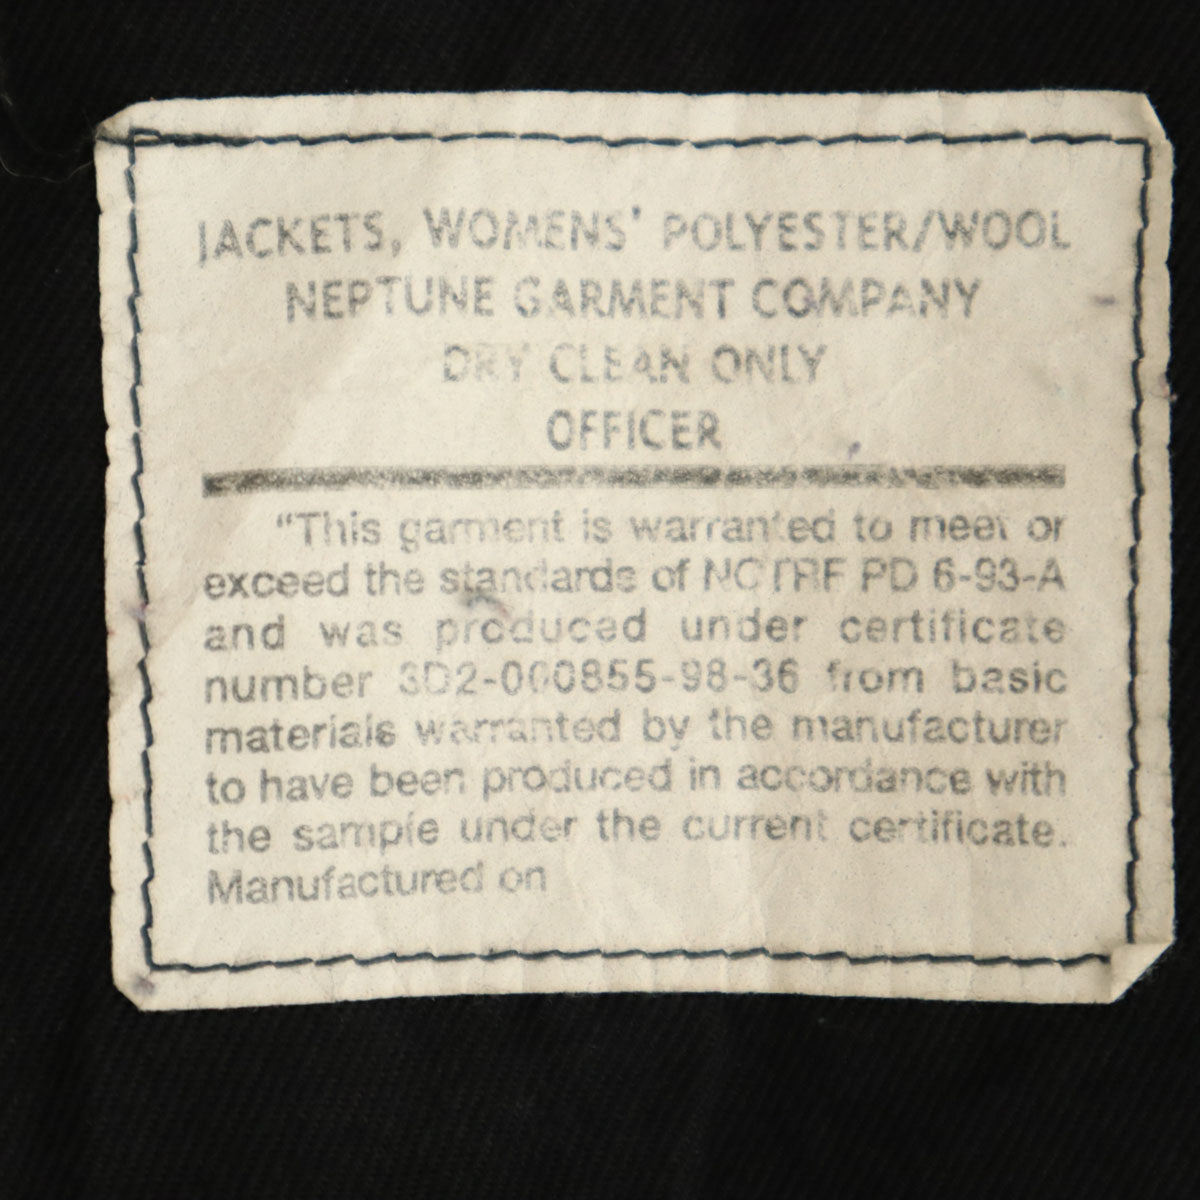 JACKETS, WOMENS' POLYESTER/WOOL
NEPTUNE GARMENT COMPANY
DRY CLEAN ONLY
OFFICER
"This garment is warranted to meet or
exceed the standards of NCTRF PD 6-93-A
and was produced under certificate
number 3D2-000855-98-36 from basic
materials warranted by the manufacturer
to have been produced in accordance with
the sample under the current certificate.
Manufactured on